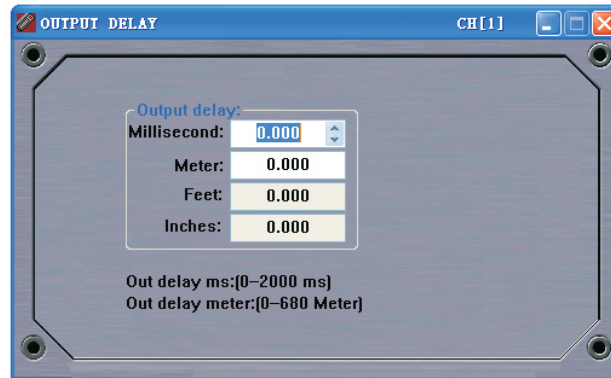 OUTPUT DELAY CH[1]
Output delay:
Millisecond: 0.000
Meter: 0.000
Feet: 0.000
Inches: 0.000
Out delay ms:(0-2000 ms)
Out delay meter:(0-680 Meter)